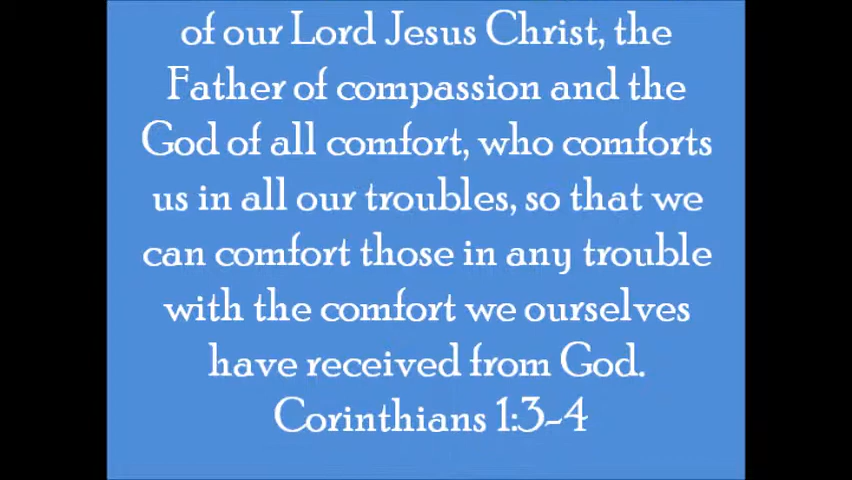 of our Lord Jesus Christ, the
Father of compassion and the
God of all comfort, who comforts
us in all our troubles, so that we
can comfort those in any trouble
with the comfort we ourselves
have received from God.
Corinthians 1:3-4